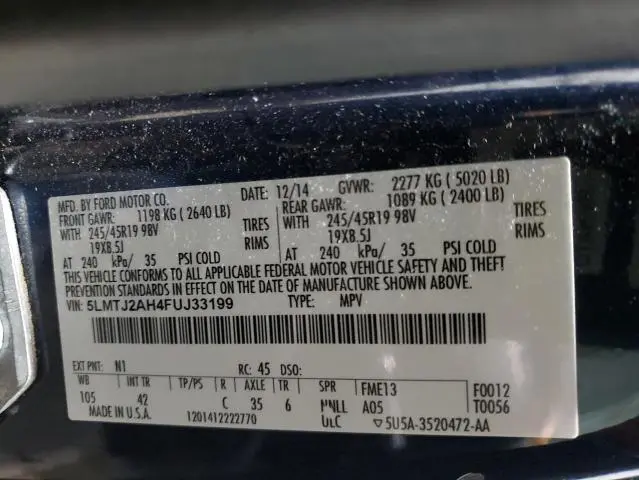 MFD. BY FORD MOTOR CO. DATE: 12/14 GVWR: 2277 KG ( 5020 LB)
FRONT GAWR: 1198 KG ( 2640 LB) REAR GAWR: 1089 KG ( 2400 LB)
WITH 245/45R19 98V TIRES WITH 245/45R19 98V TIRES
19X8.5J RIMS 19X8.5J RIMS
AT 240 kPa/ 35 PSI COLD AT 240 kPa/ 35 PSI COLD
THIS VEHICLE CONFORMS TO ALL APPLICABLE FEDERAL MOTOR VEHICLE SAFETY AND THEFT
PREVENTION STANDARDS IN EFFECT ON THE DATE OF MANUFACTURE SHOWN ABOVE.
VIN: 5LMTJ2AH4FUJ33199 TYPE: MPV
EXT PNT: N1 RC: 45 DSO:
WB INT TR TP/PS R AXLE TR SPR FME13 F0012
105 42 C 35 6 A05 T0056
MADE IN U.S.A. 1201412222770 5U5A-3520472-AA